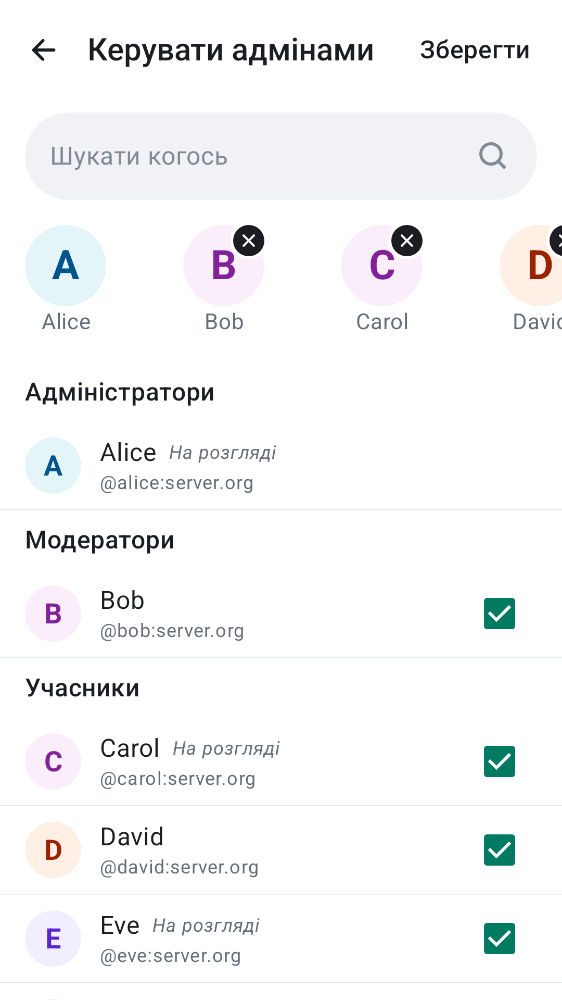 Керувати адмінами Зберегти
Шукати когось
A B C D
Alice Bob Carol Davi
Адміністратори
A Alice На розгляді
@alice:server.org
Модератори
B Bob
@bob:server.org
Учасники
C Carol На розгляді
@carol:server.org
D David
@david:server.org
E Eve На розгляді
@eve:server.org